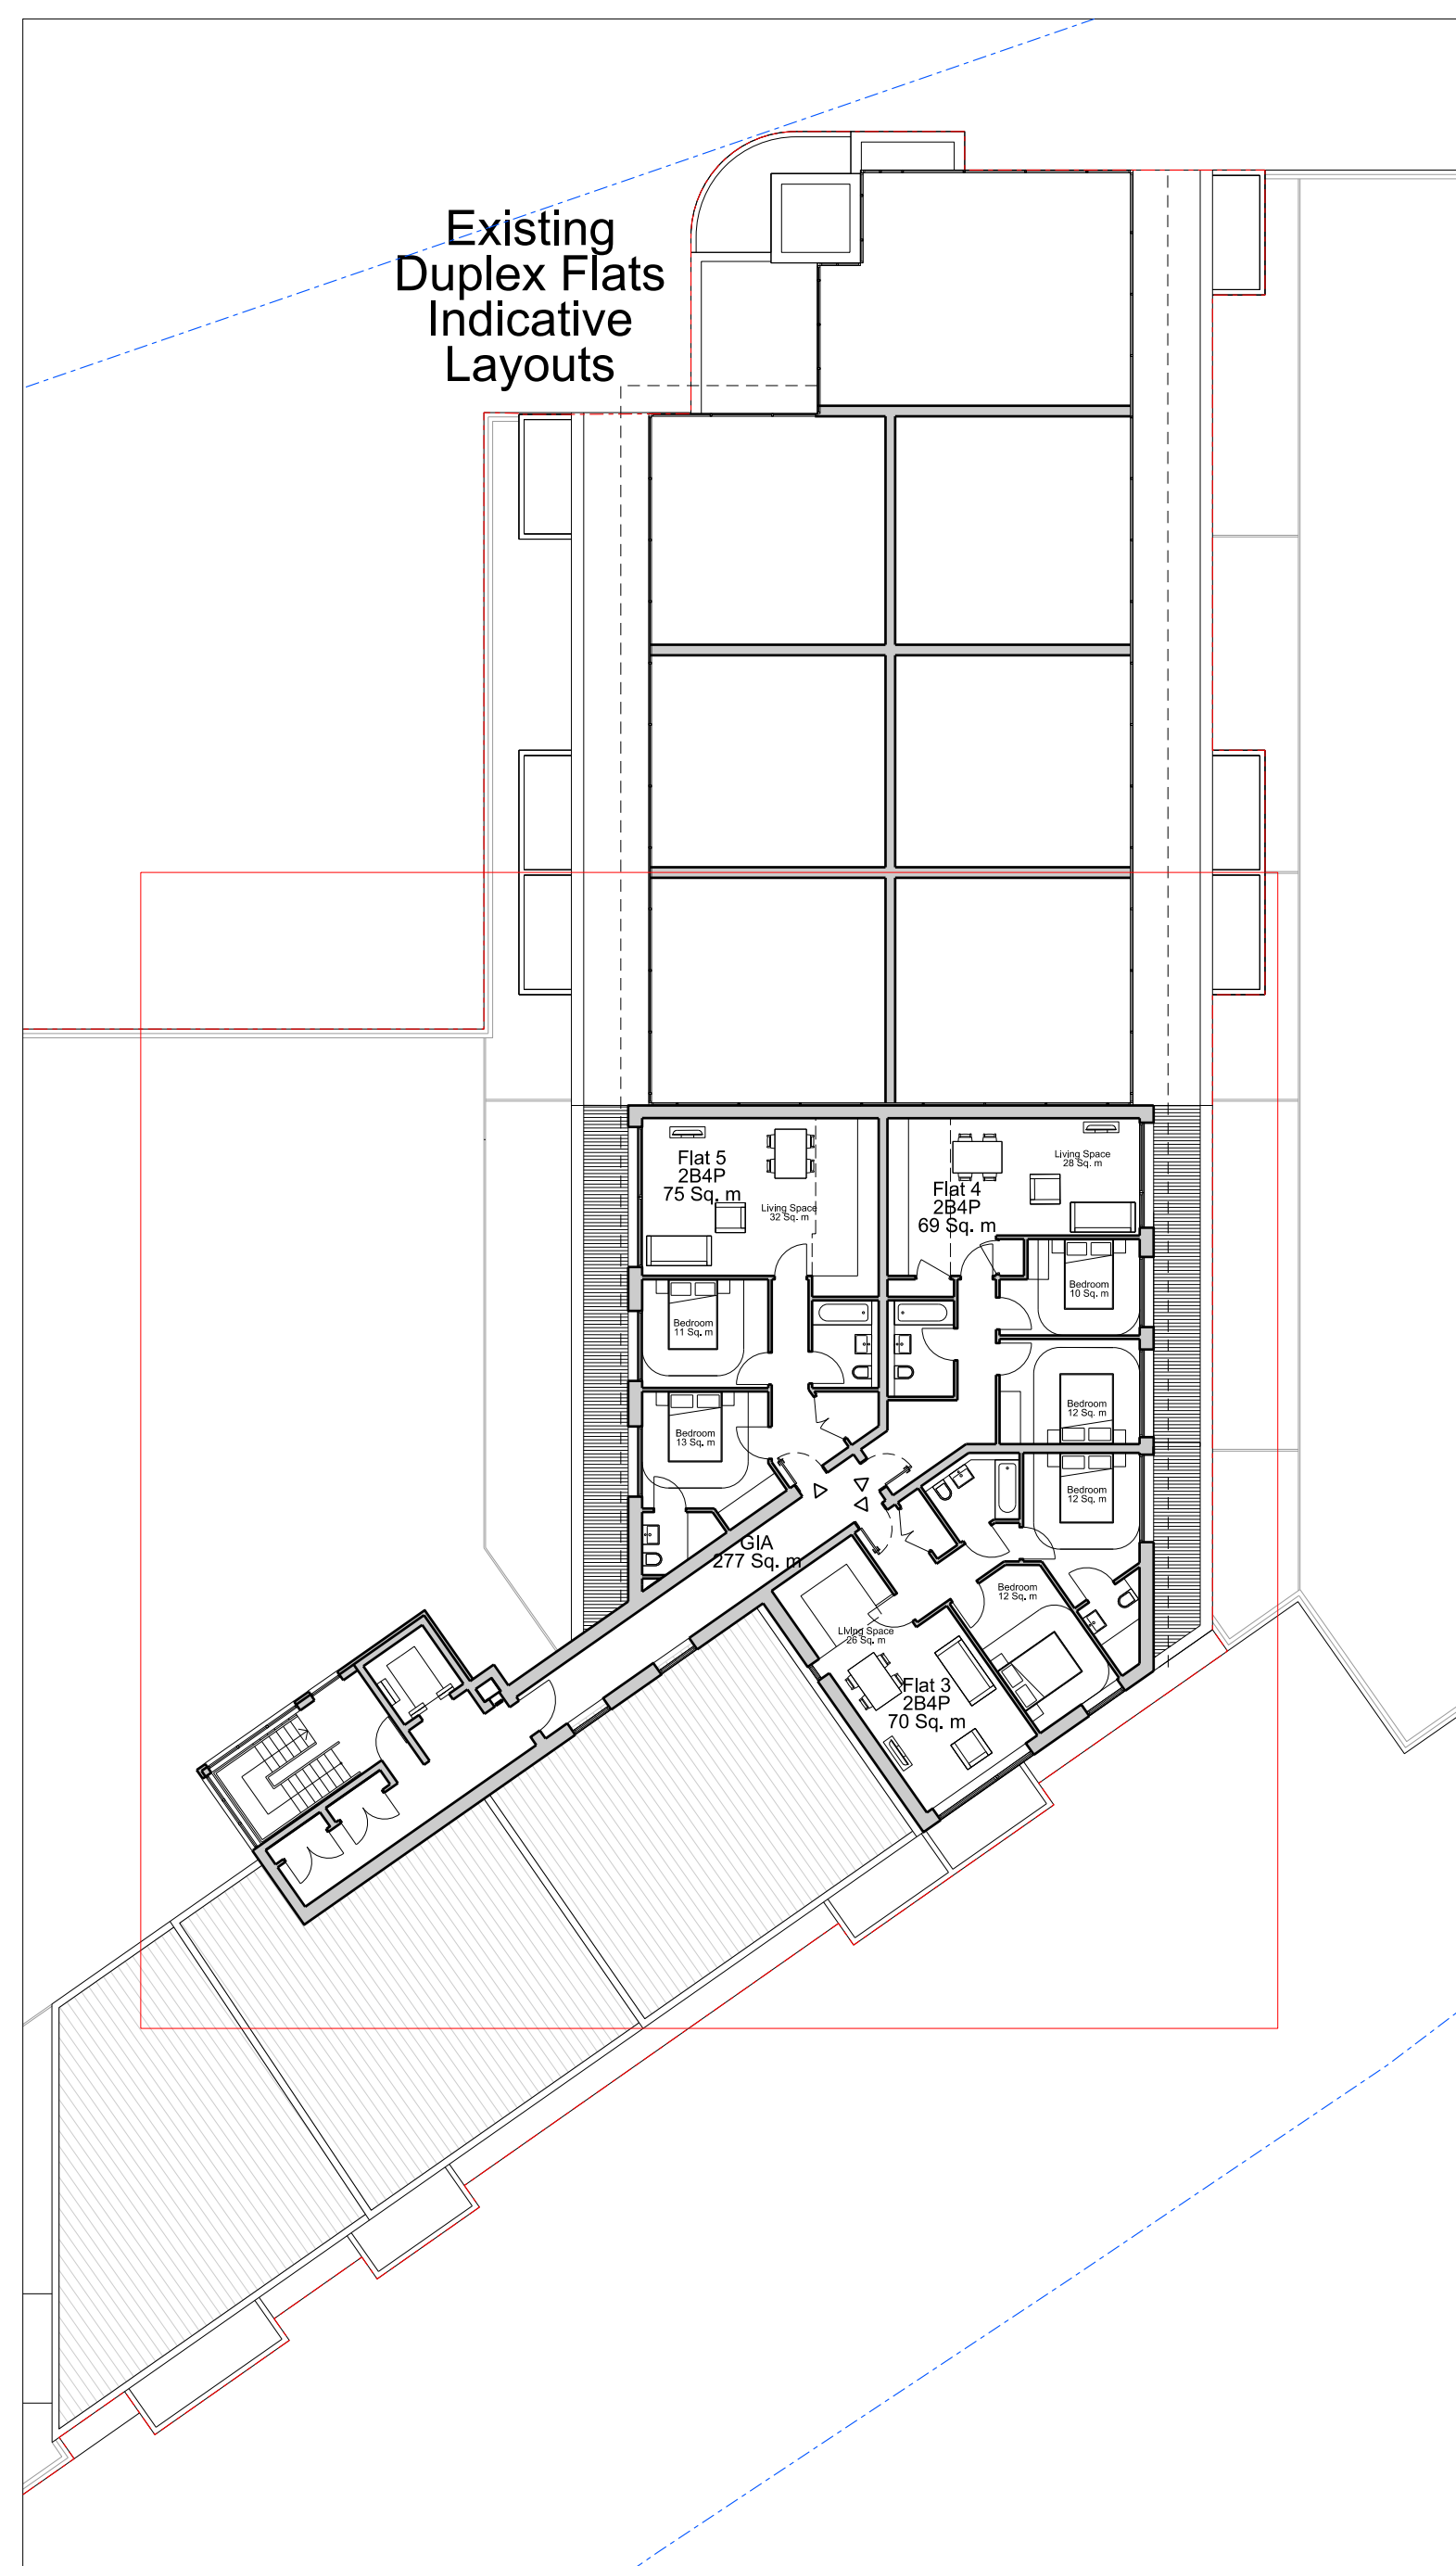 Existing
Duplex Flats
Indicative
Layouts
Flat 5
2B4P
75 Sq. m
Living Space
32 Sq. m
Living Space
28 Sq. m
Flat 4
2B4P
69 Sq. m
Bedroom
11 Sq. m
Bedroom
10 Sq. m
Bedroom
13 Sq. m
Bedroom
12 Sq. m
Bedroom
12 Sq. m
GIA
277 Sq. m
Bedroom
12 Sq. m
Living Space
26 Sq. m
Flat 3
2B4P
70 Sq. m